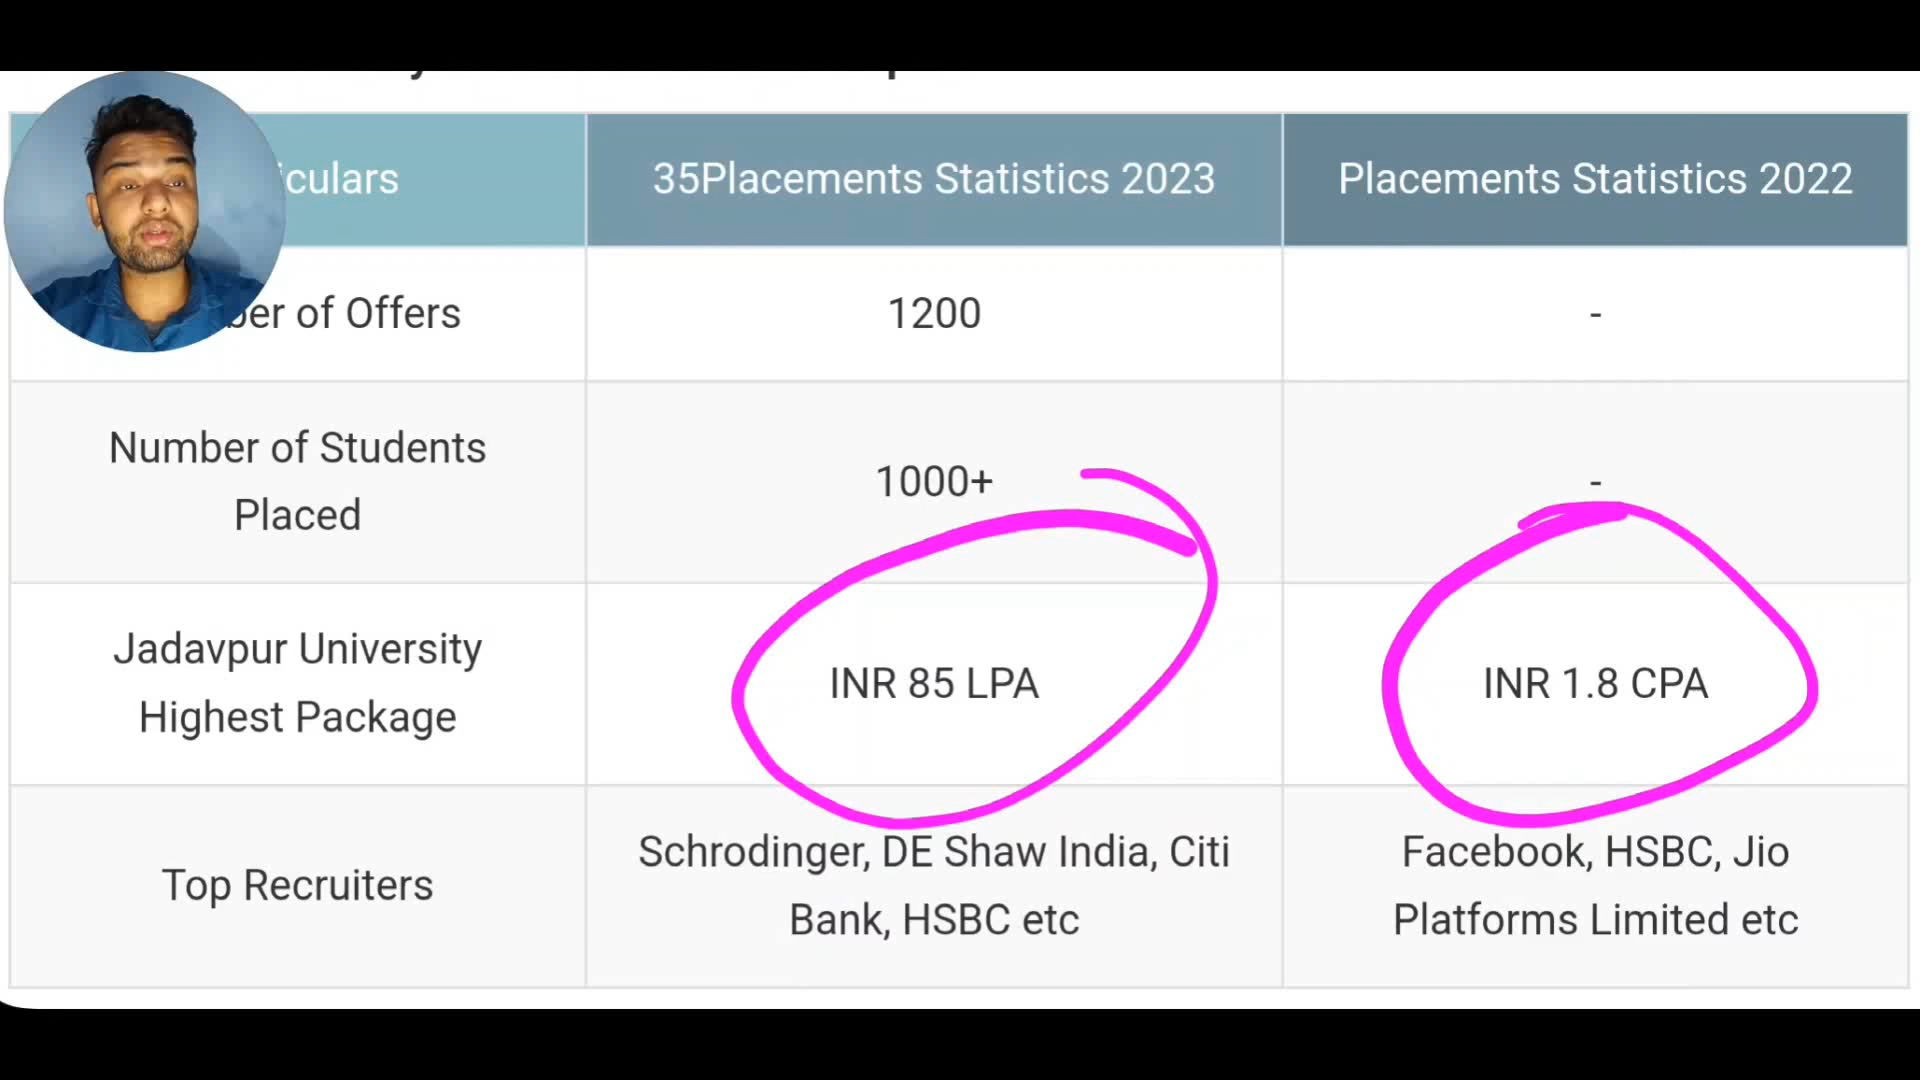 iculars
35Placements Statistics 2023
Placements Statistics 2022
ber of Offers
1200
-
Number of Students
Placed
1000+
-
Jadavpur University
Highest Package
INR 85 LPA
INR 1.8 CPA
Top Recruiters
Schrodinger, DE Shaw India, Citi
Bank, HSBC etc
Facebook, HSBC, Jio
Platforms Limited etc